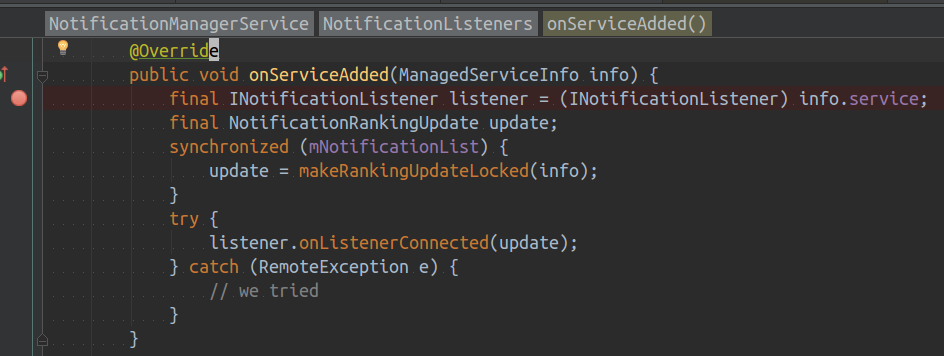 NotificationManagerService NotificationListeners onServiceAdded()
@Override
public void onServiceAdded(ManagedServiceInfo info) {
final INotificationListener listener = (INotificationListener) info.service;
final NotificationRankingUpdate update;
synchronized (mNotificationList) {
update = makeRankingUpdateLocked(info);
}
try {
listener.onListenerConnected(update);
} catch (RemoteException e) {
// we tried
}
}